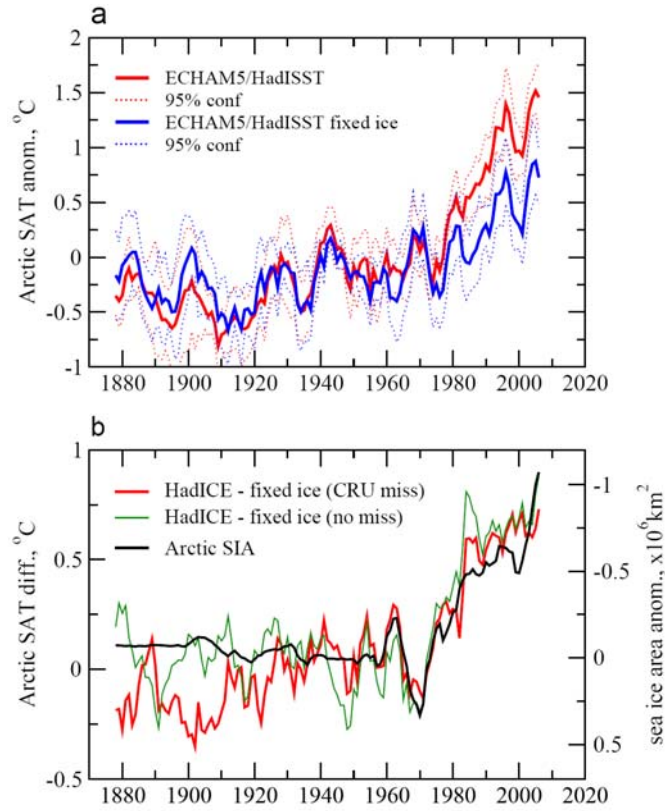 a
2
1.5
1
0.5
0
-0.5
-1
Arctic SAT anom., °C
ECHAM5/HadISST
95% conf
ECHAM5/HadISST fixed ice
95% conf
1880 1900 1920 1940 1960 1980 2000 2020
b
1
0.5
0
-0.5
Arctic SAT diff., °C
HadICE - fixed ice (CRU miss)
HadICE - fixed ice (no miss)
Arctic SIA
-1
-0.5
0
0.5
sea ice area anom., x10⁶km²
1880 1900 1920 1940 1960 1980 2000 2020